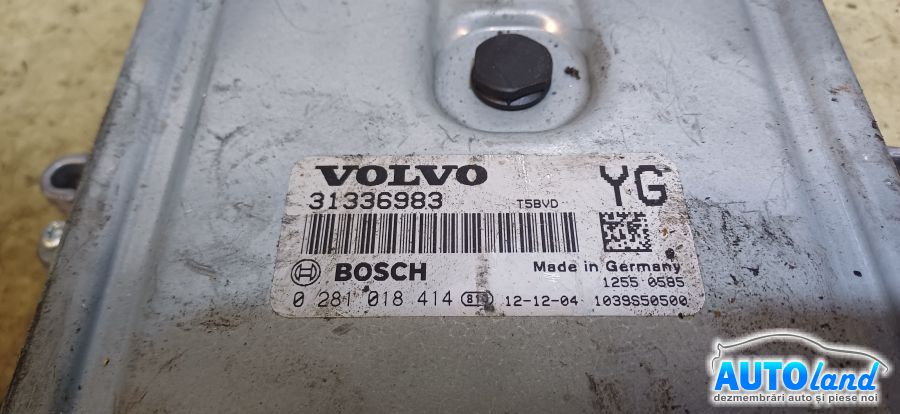 VOLVO YG
31336983 T5BVD
BOSCH Made in Germany
1255 0585
0 281 018 414 12-12-04 1039S50500
AUTOland
dezmembrări auto și piese noi